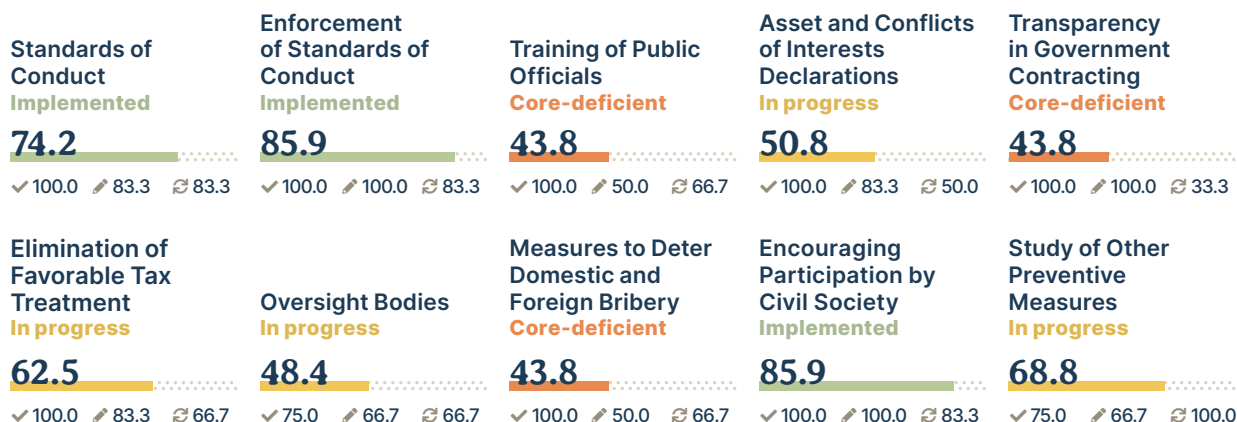 Standards of
Conduct
Implemented
74.2
100.0 83.3 83.3
Enforcement
of Standards of
Conduct
Implemented
85.9
100.0 100.0 83.3
Training of Public
Officials
Core-deficient
43.8
100.0 50.0 66.7
Asset and Conflicts
of Interests
Declarations
In progress
50.8
100.0 83.3 50.0
Transparency
in Government
Contracting
Core-deficient
43.8
100.0 100.0 33.3
Elimination of
Favorable Tax
Treatment
In progress
62.5
100.0 83.3 66.7
Oversight Bodies
In progress
48.4
75.0 66.7 66.7
Measures to Deter
Domestic and
Foreign Bribery
Core-deficient
43.8
100.0 50.0 66.7
Encouraging
Participation by
Civil Society
Implemented
85.9
100.0 100.0 83.3
Study of Other
Preventive
Measures
In progress
68.8
75.0 66.7 100.0